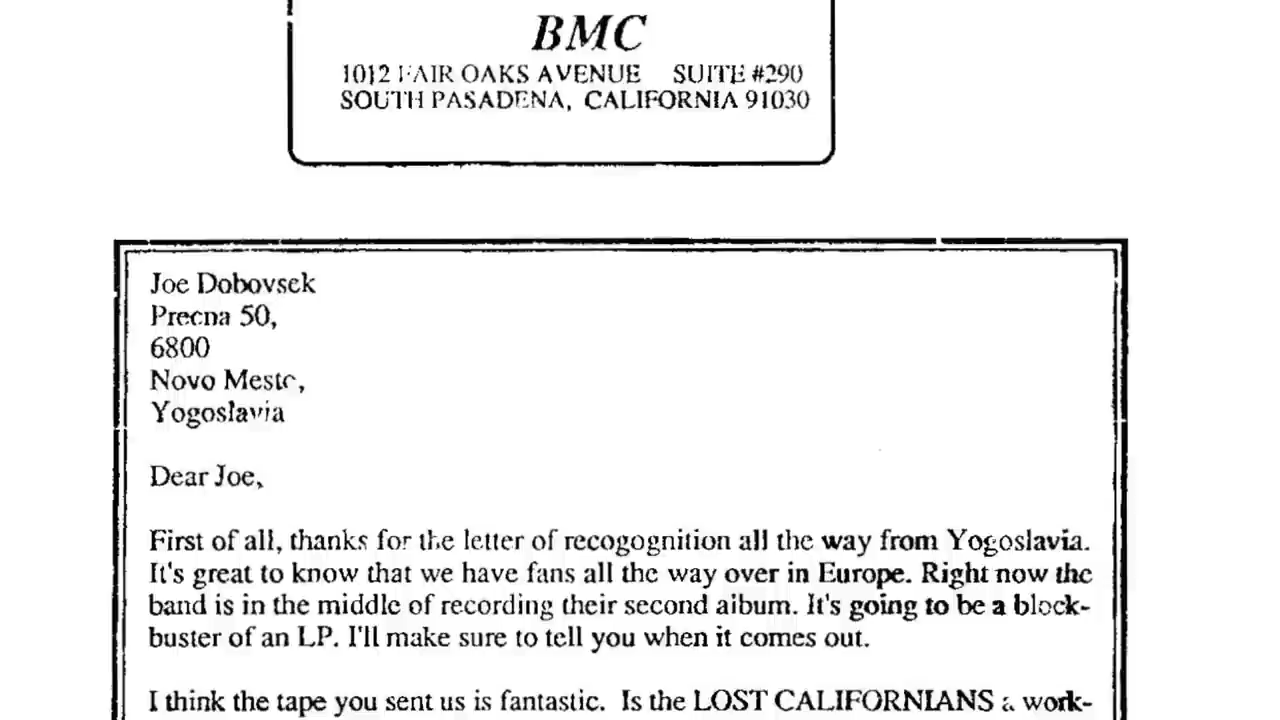 BMC
1012 FAIR OAKS AVENUE SUITE #290
SOUTH PASADENA, CALIFORNIA 91030
Joe Dobovsek
Precna 50,
6800
Novo Mesto,
Yogoslavia
Dear Joe,
First of all, thanks for the letter of recogognition all the way from Yogoslavia.
It's great to know that we have fans all the way over in Europe. Right now the
band is in the middle of recording their second album. It's going to be a block-
buster of an LP. I'll make sure to tell you when it comes out.
I think the tape you sent us is fantastic. Is the LOST CALIFORNIANS a work-